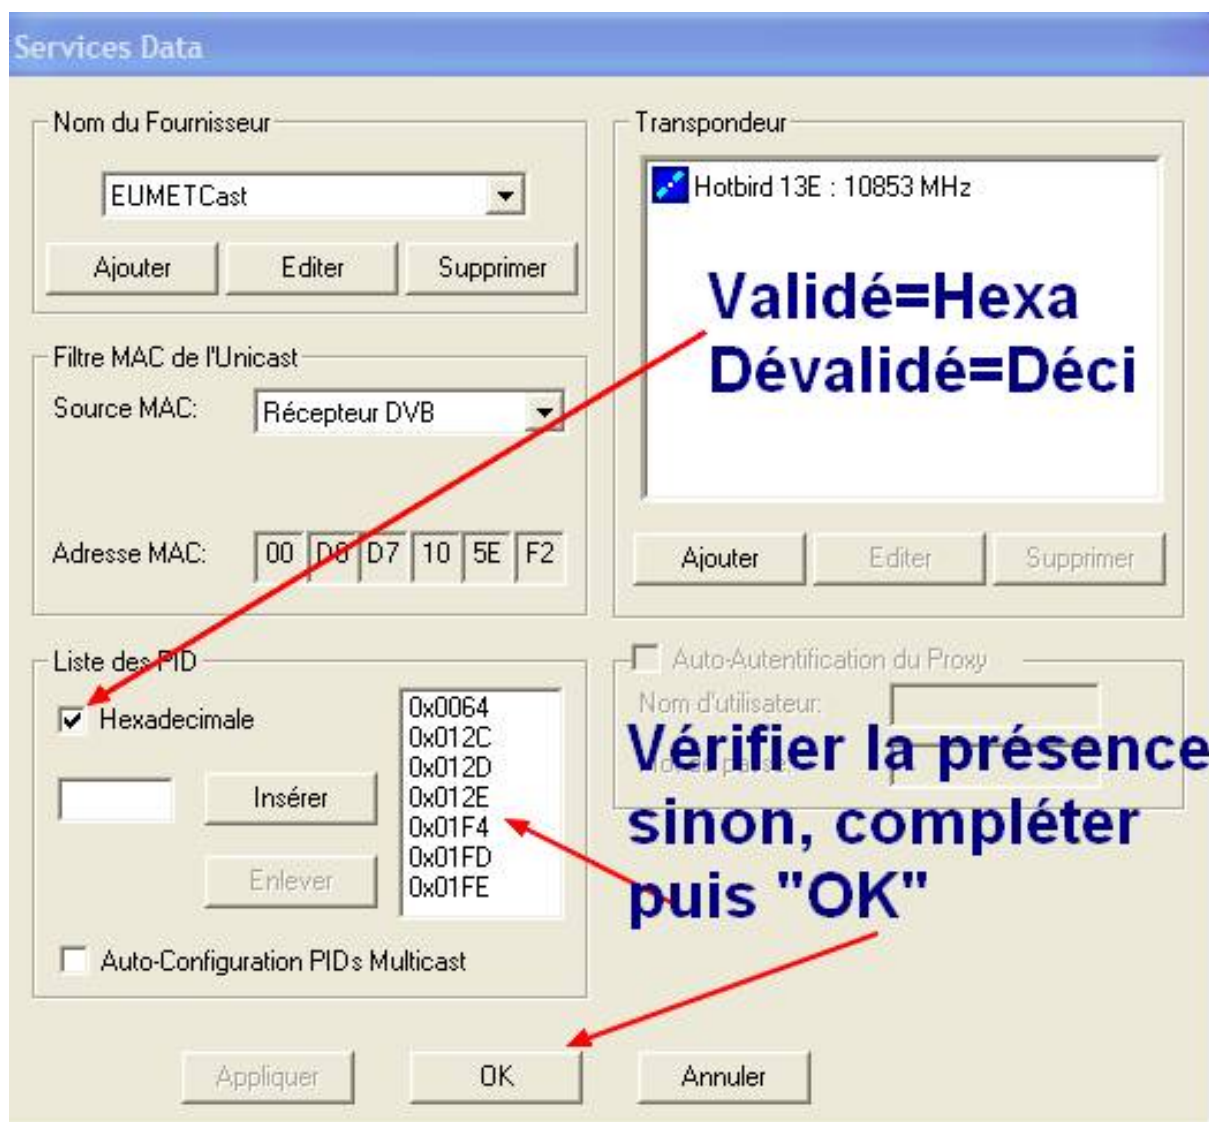 Services Data
Nom du Fournisseur
EUMETCast
Ajouter
Editer
Supprimer
Filtre MAC de l'Unicast
Source MAC:
Récepteur DVB
Adresse MAC:
00 D0 D7 10 5E F2
Liste des PID
Hexadecimale
Insérer
Enlever
0x0064
0x012C
0x012D
0x012E
0x01F4
0x01FD
0x01FE
Auto-Configuration PIDs Multicast
Transpondeur
Hotbird 13E : 10853 MHz
Validé=Hexa
Dévalidé=Déci
Ajouter
Editer
Supprimer
Auto-Autentification du Proxy
Nom d'utilisateur:
Vérifier la présence
sinon, compléter
puis "OK"
Appliquer
OK
Annuler